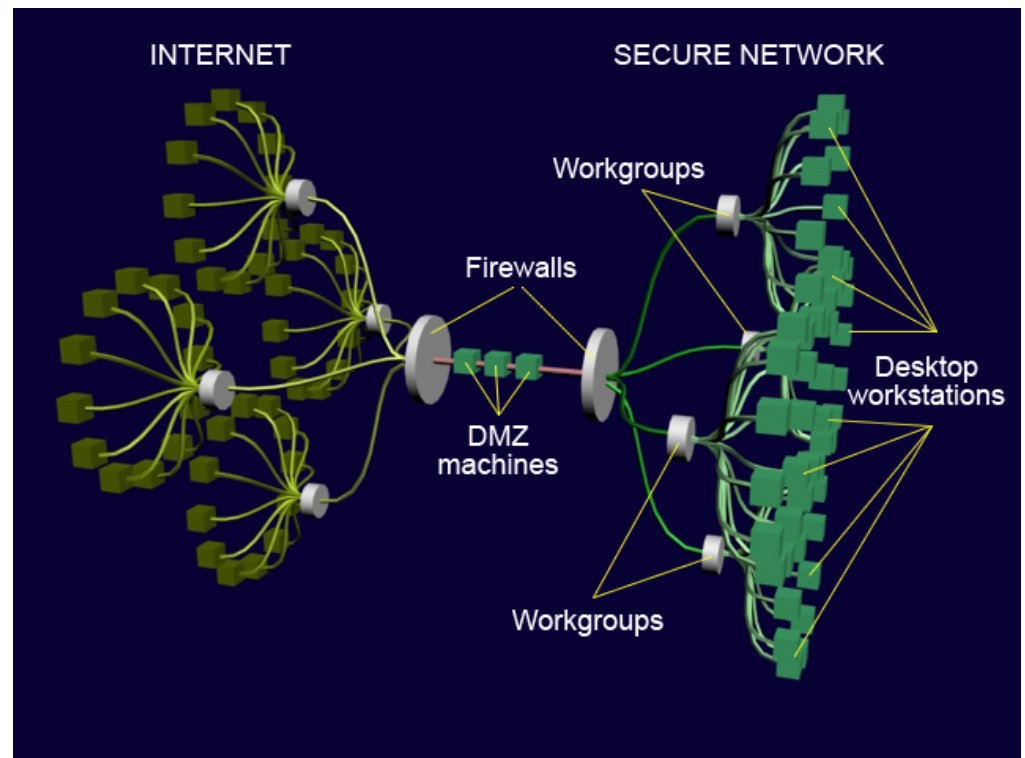 INTERNET
SECURE NETWORK
Workgroups
Firewalls
Desktop
workstations
DMZ
machines
Workgroups